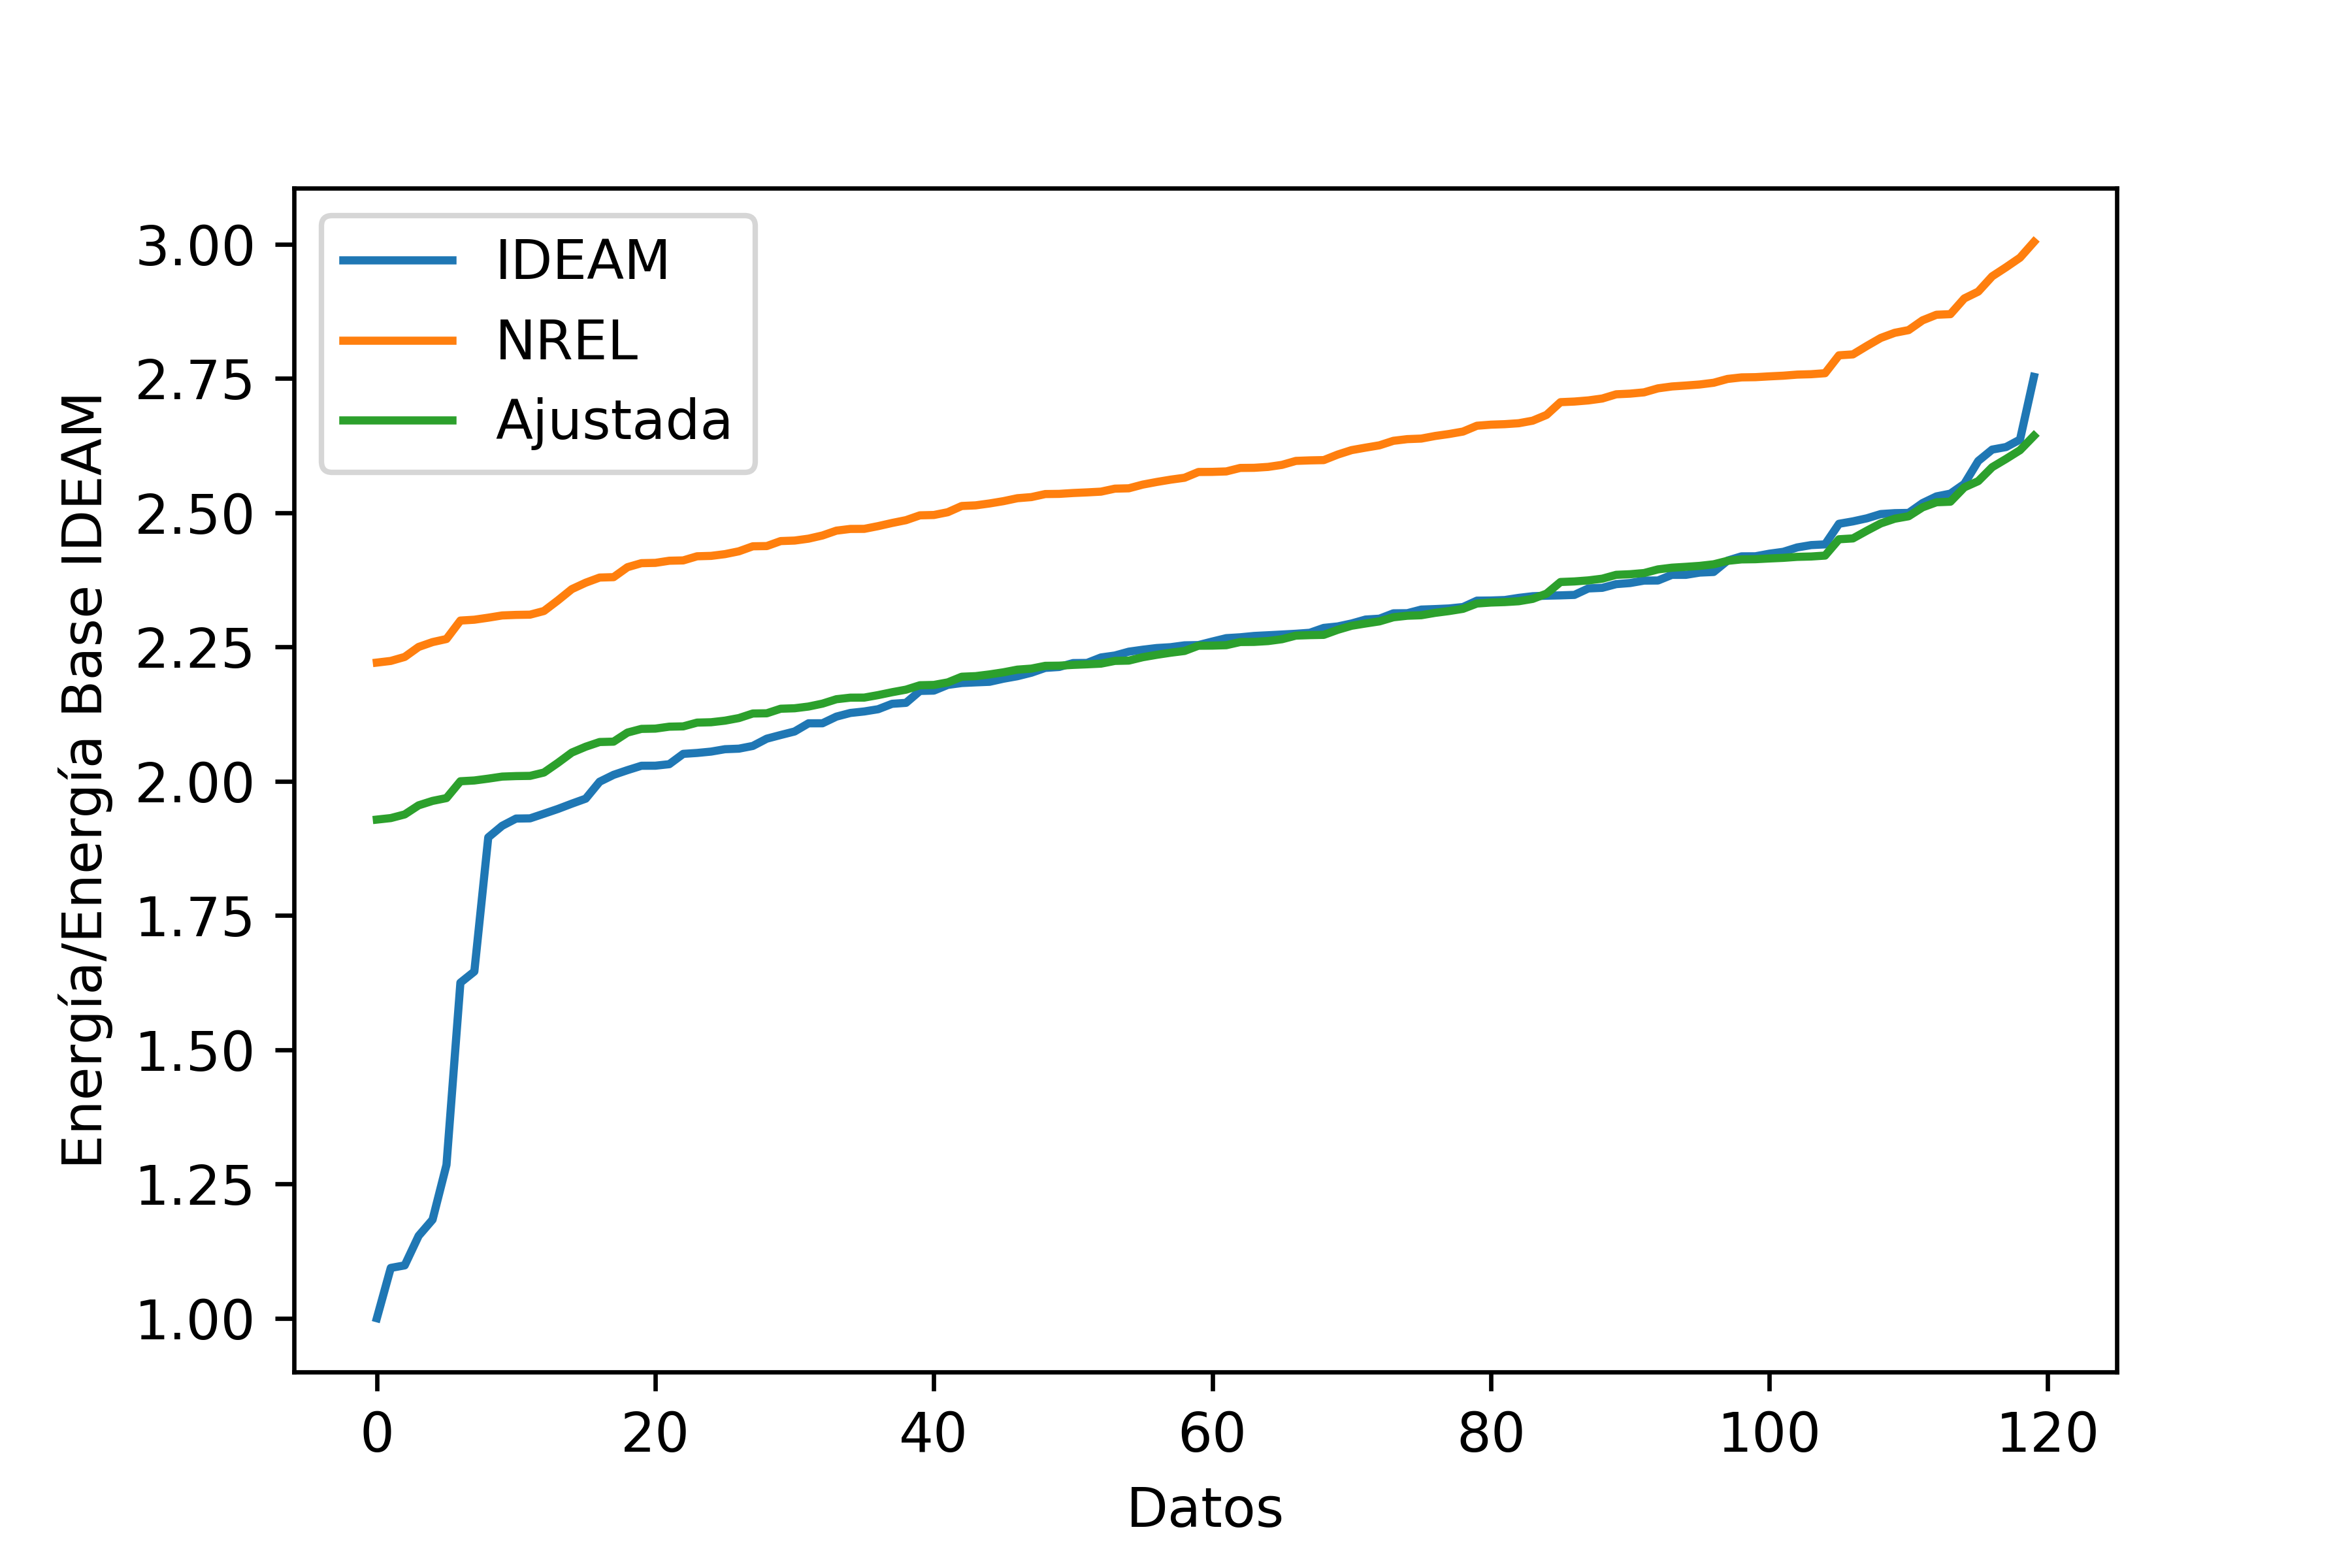 IDEAM
NREL
Ajustada
3.00
2.75
2.50
2.25
2.00
1.75
1.50
1.25
1.00
Energía/Energía Base IDEAM
0 20 40 60 80 100 120
Datos